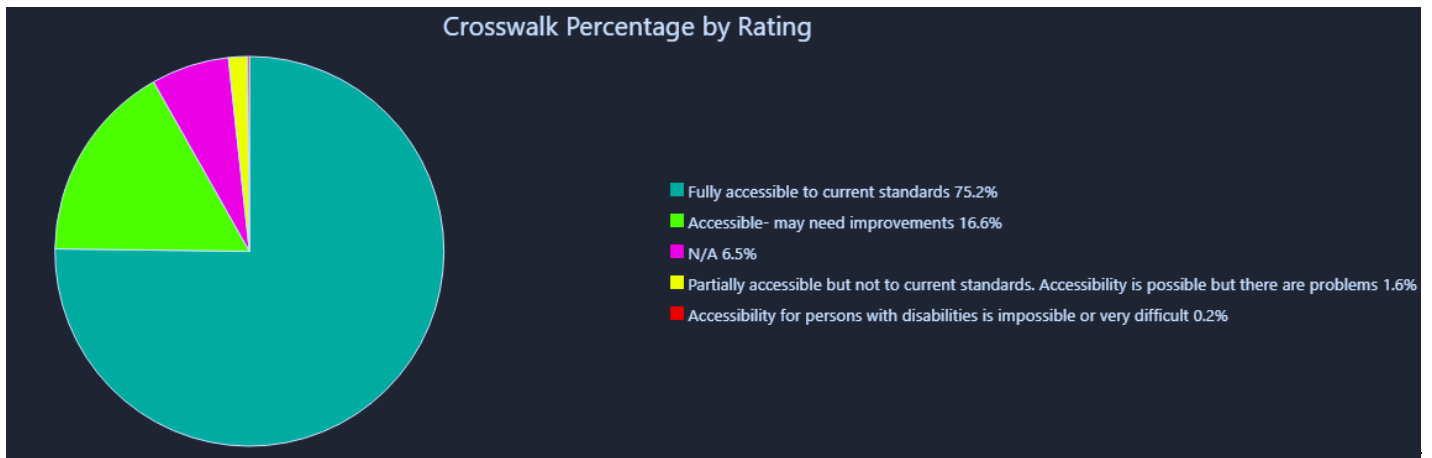 Crosswalk Percentage by Rating
Fully accessible to current standards 75.2%
Accessible- may need improvements 16.6%
N/A 6.5%
Partially accessible but not to current standards. Accessibility is possible but there are problems 1.6%
Accessibility for persons with disabilities is impossible or very difficult 0.2%